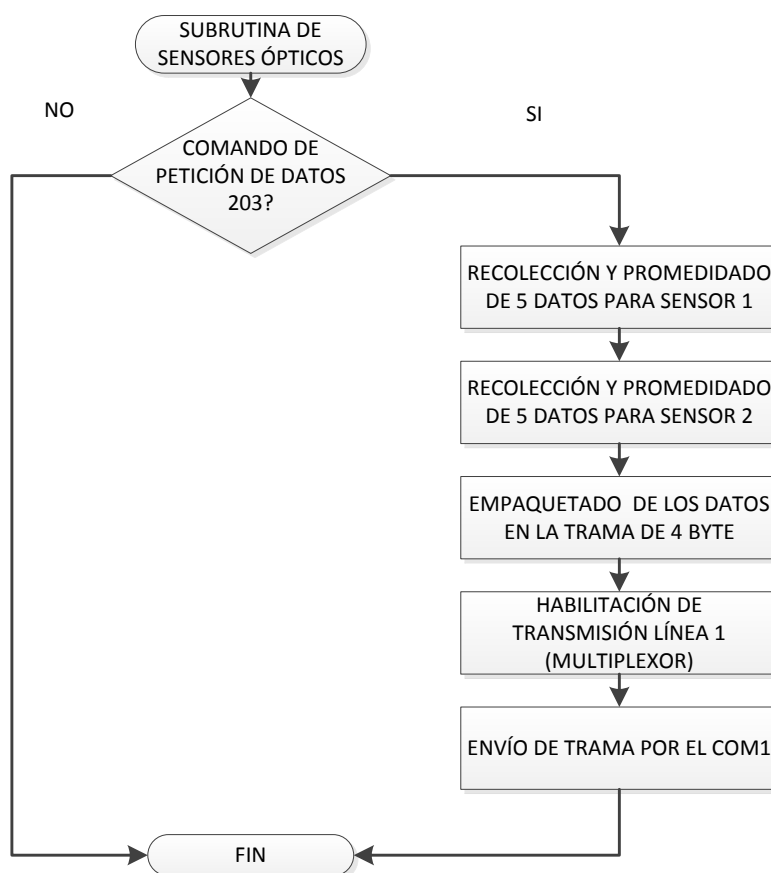 SUBRUTINA DE
SENSORES ÓPTICOS
NO
SI
COMANDO DE
PETICIÓN DE DATOS
203?
RECOLECCIÓN Y PROMEDIDADO
DE 5 DATOS PARA SENSOR 1
RECOLECCIÓN Y PROMEDIDADO
DE 5 DATOS PARA SENSOR 2
EMPAQUETADO DE LOS DATOS
EN LA TRAMA DE 4 BYTE
HABILITACIÓN DE
TRANSMISIÓN LÍNEA 1
(MULTIPLEXOR)
ENVÍO DE TRAMA POR EL COM1
FIN